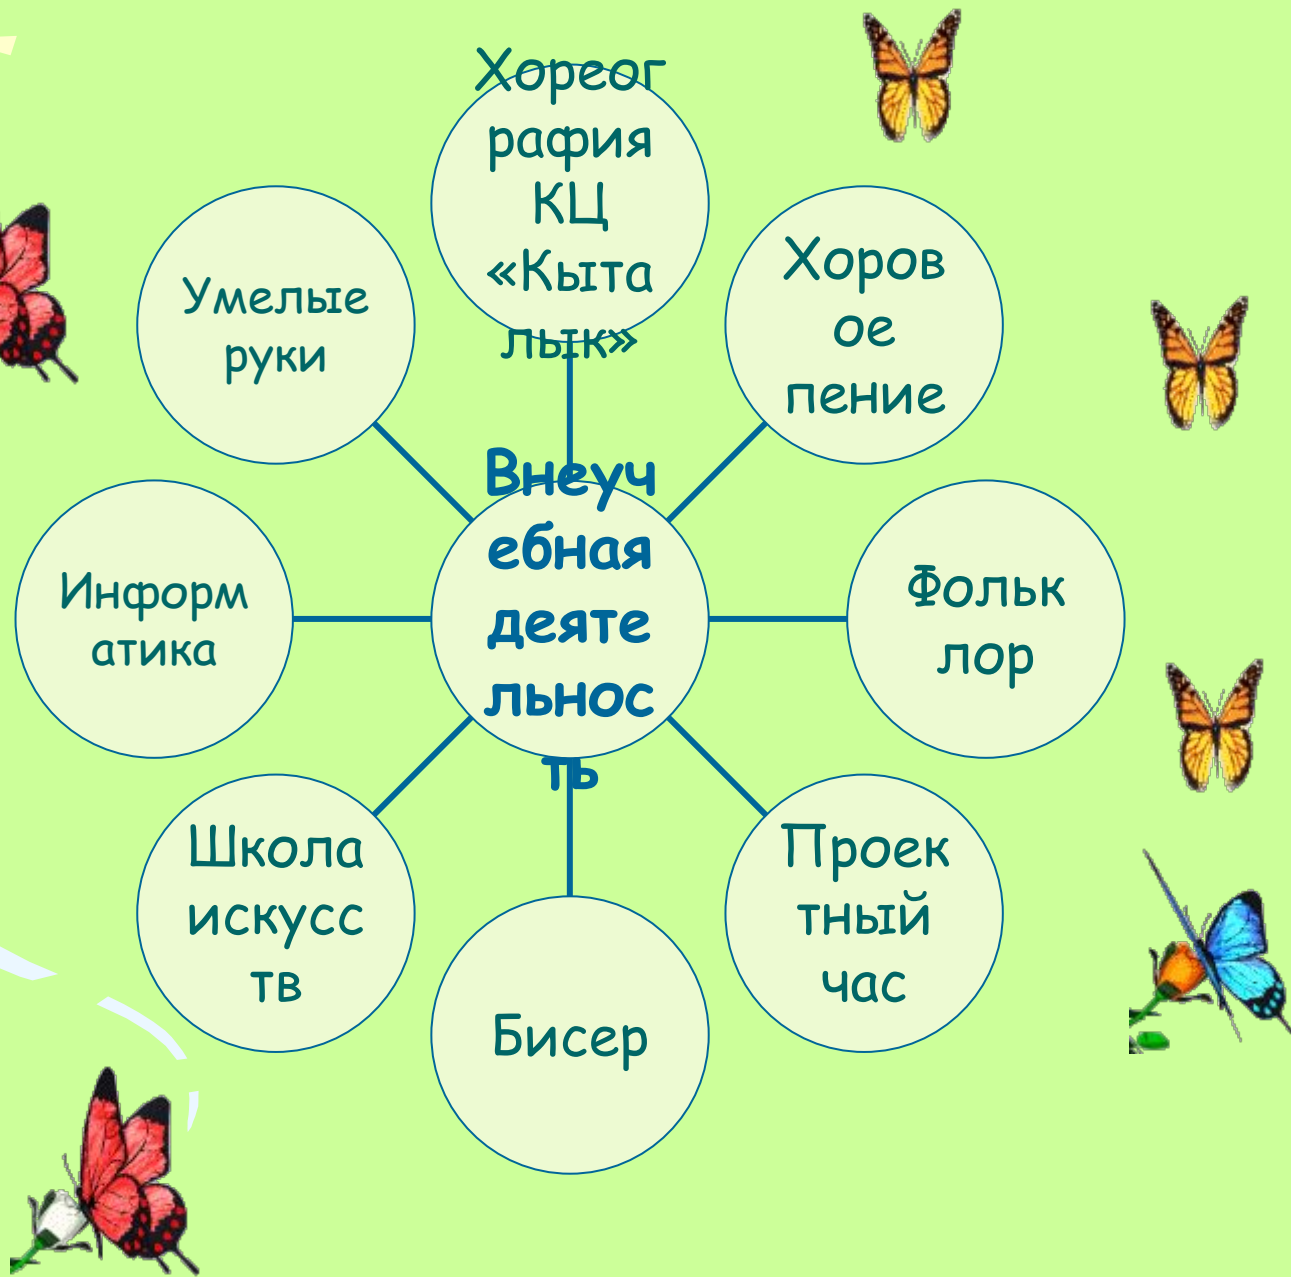 Хореог
рафия
КЦ
«Кыта
лык»
Хоров
ое
пение
Фольк
лор
Проек
тный
час
Бисер
Школа
искусс
тв
Информ
атика
Умелые
руки
Внеуч
ебная
деяте
льнос
ть